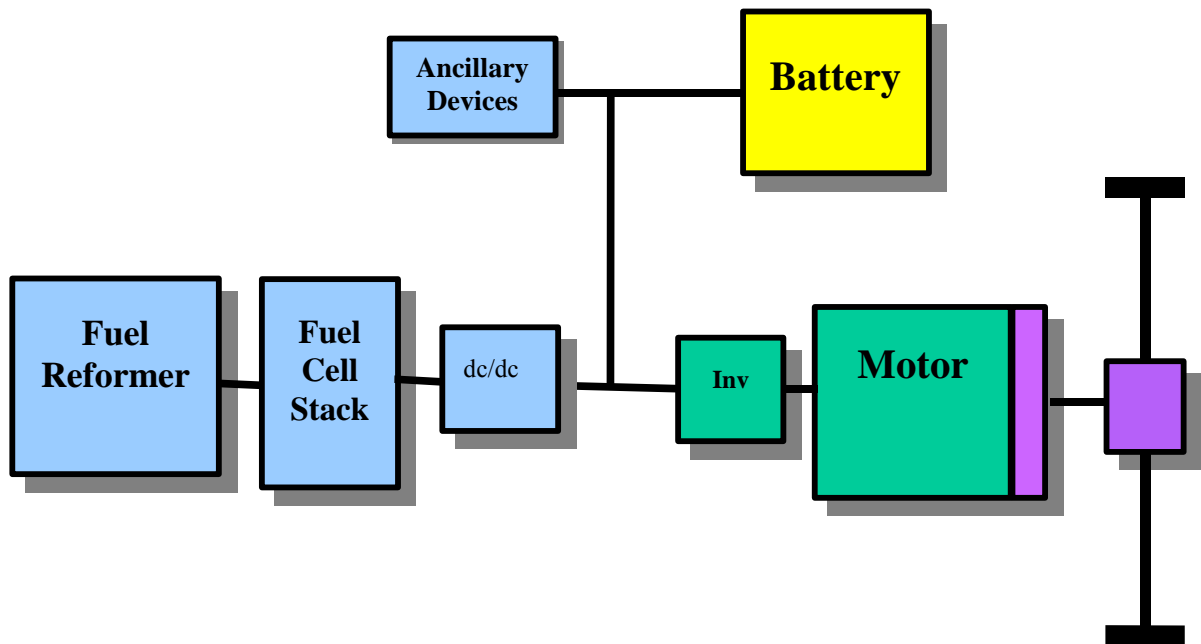 Ancillary
Devices
Battery
Fuel
Reformer
Fuel
Cell
Stack
dc/dc
Inv
Motor